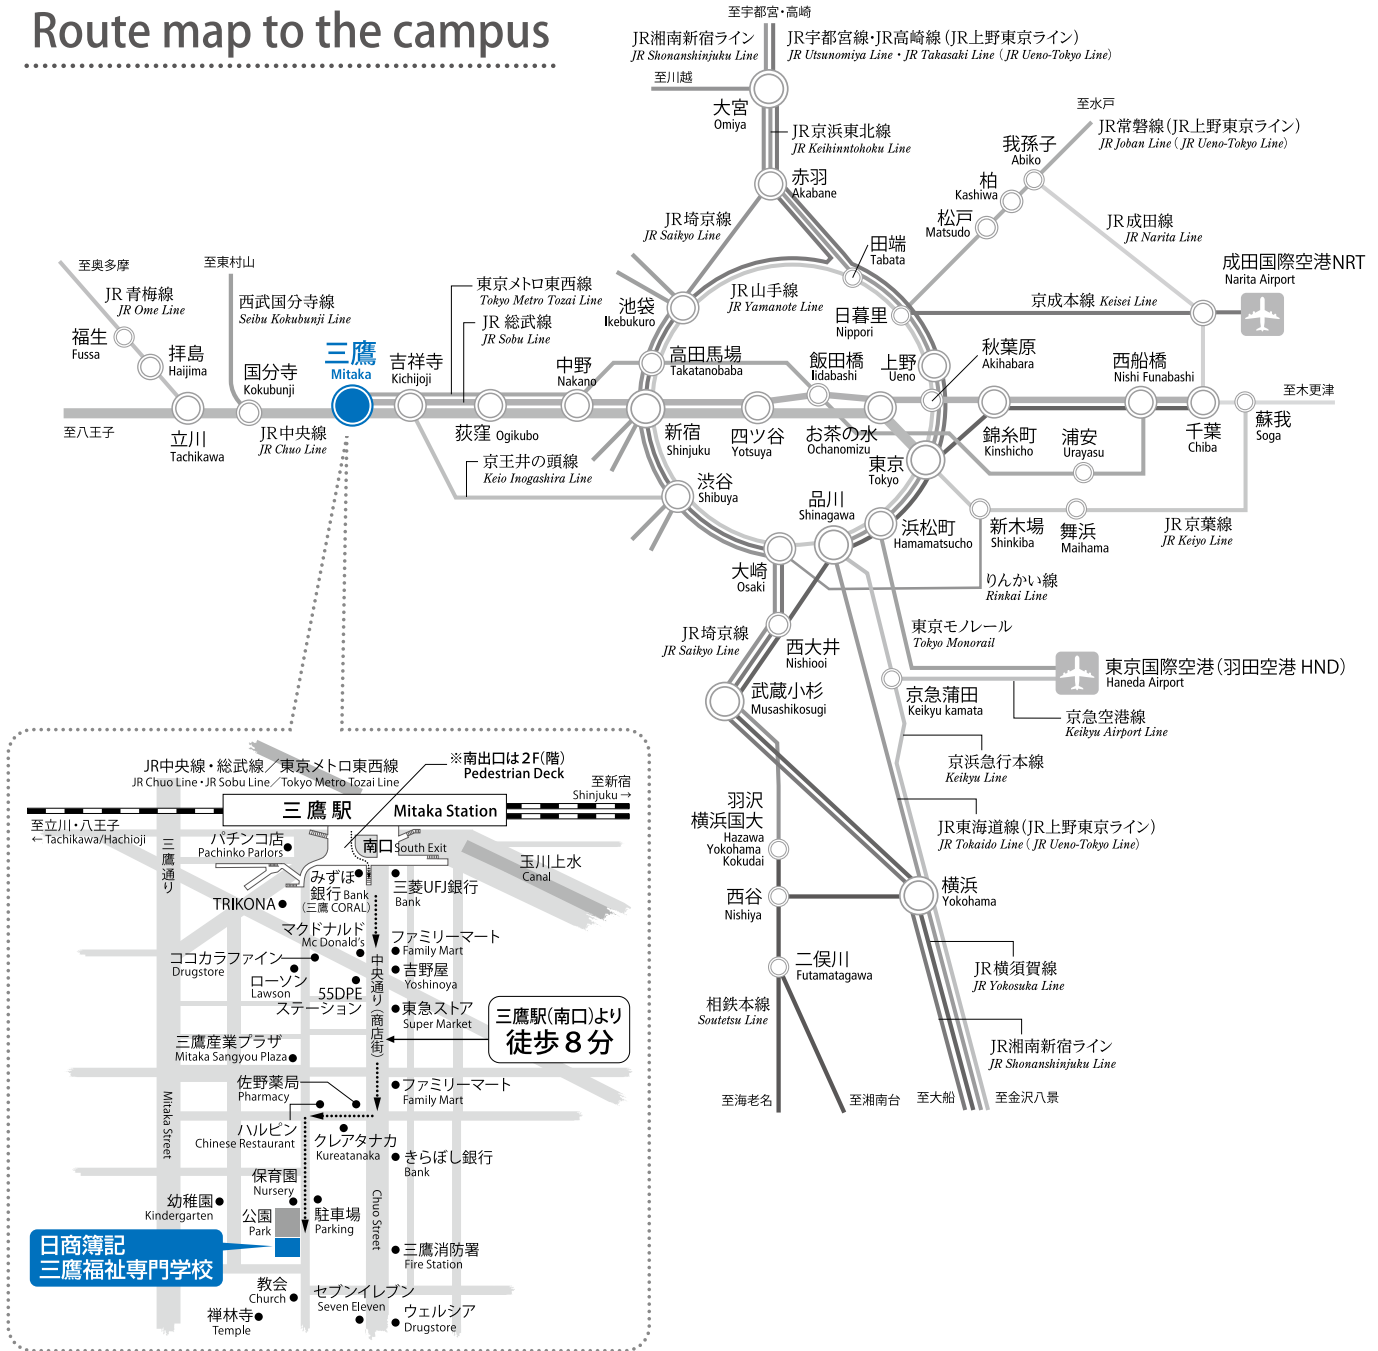 Route map to the campus
至宇都宮・高崎
JR湘南新宿ライン
JR Shonanshinjuku Line
JR宇都宮線・JR高崎線（JR上野東京ライン）
JR Utsunomiya Line・JR Takasaki Line（JR Ueno-Tokyo Line）
至川越
大宮
Omiya
JR京浜東北線
JR Keihinntohoku Line
至水戸
JR常磐線（JR上野東京ライン）
JR Joban Line（JR Ueno-Tokyo Line）
我孫子
Abiko
柏
Kashiwa
松戸
Matsudo
赤羽
Akabane
JR埼京線
JR Saikyo Line
JR成田線
JR Narita Line
田端
Tabata
成田国際空港NRT
Narita Airport
至奥多摩
至東村山
JR青梅線
JR Ome Line
西武国分寺線
Seibu Kokubunji Line
東京メトロ東西線
Tokyo Metro Tozai Line
JR 総武線
JR Sobu Line
池袋
Ikebukuro
JR山手線
JR Yamanote Line
日暮里
Nippori
京成本線 Keisei Line
福生
Fussa
拝島
Haijima
国分寺
Kokubunji
三鷹
Mitaka
吉祥寺
Kichijoji
中野
Nakano
高田馬場
Takatanobaba
飯田橋
Iidabashi
上野
Ueno
秋葉原
Akihabara
西船橋
Nishi Funabashi
至木更津
至八王子
立川
Tachikawa
JR中央線
JR Chuo Line
荻窪 Ogikubo
新宿
Shinjuku
四ツ谷
Yotsuya
お茶の水
Ochanomizu
錦糸町
Kinshicho
浦安
Urayasu
千葉
Chiba
蘇我
Soga
京王井の頭線
Keio Inogashira Line
東京
Tokyo
渋谷
Shibuya
品川
Shinagawa
浜松町
Hamamatsucho
新木場
Shinkiba
舞浜
Maihama
JR京葉線
JR Keiyo Line
大崎
Osaki
りんかい線
Rinkai Line
JR埼京線
JR Saikyo Line
西大井
Nishiooi
東京モノレール
Tokyo Monorail
東京国際空港（羽田空港 HND）
Haneda Airport
武蔵小杉
Musashikosugi
京急蒲田
Keikyu kamata
京急空港線
Keikyu Airport Line
京浜急行本線
Keikyu Line
羽沢
横浜国大
Hazawa
Yokohama
Kokudai
JR東海道線（JR上野東京ライン）
JR Tokaido Line（JR Ueno-Tokyo Line）
西谷
Nishiya
横浜
Yokohama
二俣川
Futamatagawa
JR横須賀線
JR Yokosuka Line
相鉄本線
Soutetsu Line
JR湘南新宿ライン
JR Shonanshinjuku Line
至海老名
至湘南台
至大船
至金沢八景
※南出口は２F（階）
Pedestrian Deck
JR中央線・総武線／東京メトロ東西線
JR Chuo Line・JR Sobu Line／Tokyo Metro Tozai Line
至新宿
Shinjuku →
三鷹駅 Mitaka Station
至立川・八王子
← Tachikawa/Hachioji
三鷹通り
パチンコ店
Pachinko Parlors
南口 South Exit
玉川上水
Canal
みずほ
銀行 Bank
（三鷹 CORAL）
三菱UFJ銀行
Bank
TRIKONA
マクドナルド
Mc Donald's
ファミリーマート
Family Mart
ココカラファイン
Drugstore
ローソン
Lawson
吉野屋
Yoshinoya
55DPE
ステーション
中央通り（商店街）
東急ストア
Super Market
三鷹駅（南口）より
徒歩８分
三鷹産業プラザ
Mitaka Sangyou Plaza
佐野薬局
Pharmacy
ファミリーマート
Family Mart
Mitaka Street
ハルピン
Chinese Restaurant
クレアタナカ
Kureatanaka
きらぼし銀行
Bank
保育園
Nursery
幼稚園
Kindergarten
公園
Park
駐車場
Parking
Chuo Street
日商簿記
三鷹福祉専門学校
三鷹消防署
Fire Station
教会
Church
セブンイレブン
Seven Eleven
禅林寺
Temple
ウェルシア
Drugstore